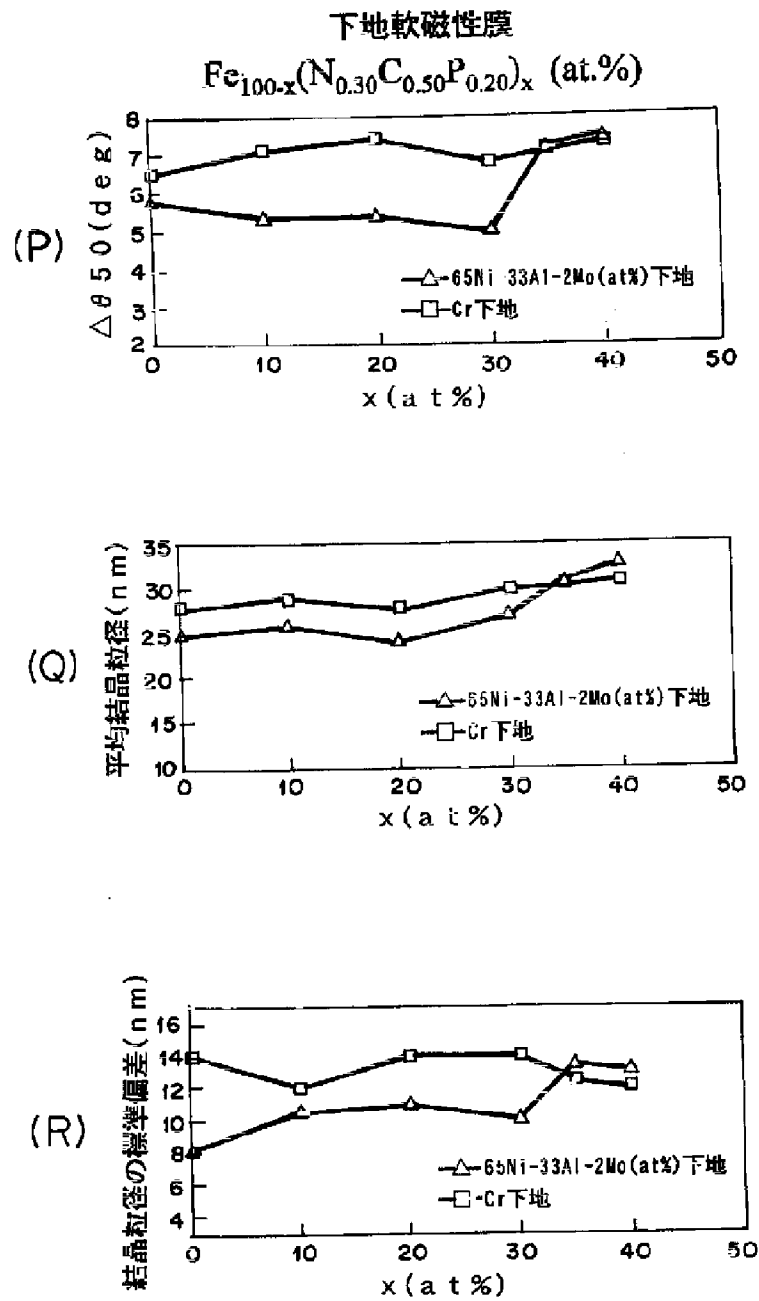 下地軟磁性膜
Fe100-x(N0.30C0.50P0.20)x (at.%)
(P)
Δθ50(deg)
8
7
6
5
4
3
2
△-65Ni-33Al-2Mo(at%)下地
□-Cr下地
0 10 20 30 40 50
x(at%)
(Q)
平均結晶粒径(nm)
35
30
25
20
15
10
△-65Ni-33Al-2Mo(at%)下地
□-Cr下地
0 10 20 30 40 50
x(at%)
(R)
結晶粒径の標準偏差(nm)
16
14
12
10
8
6
4
△-65Ni-33Al-2Mo(at%)下地
□-Cr下地
0 10 20 30 40 50
x(at%)